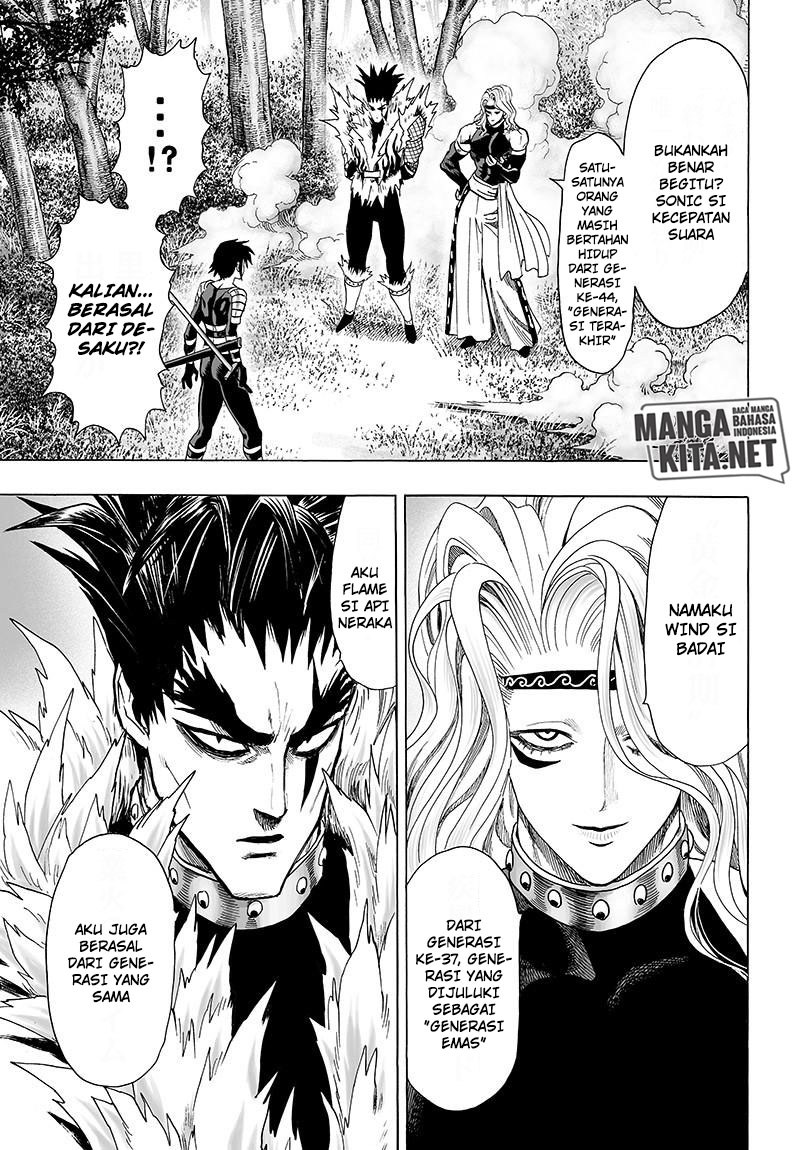 BUKANKAH
BENAR
BEGITU?
SONIC SI
KECEPATAN
SUARA
SATU-
SATUNYA
ORANG
YANG
MASIH
BERTAHAN
HIDUP
DARI GE-
NERASI
KE-44,
"GENERA-
SI TERA-
KHIR"
...
!?
KALIAN...
BERASAL
DARI DE-
SAKU?!
MANGA
KITA.NET
BACA MANGA
BAHASA
INDONESIA
NAMAKU
WIND SI
BADAI
DARI
GENERASI
KE-37, GENE-
RASI YANG
DIJULUKI
SEBAGAI
"GENERASI
EMAS"
AKU
FLAME
SI API
NERAKA
AKU JUGA
BERASAL
DARI GENE-
RASI YANG
SAMA